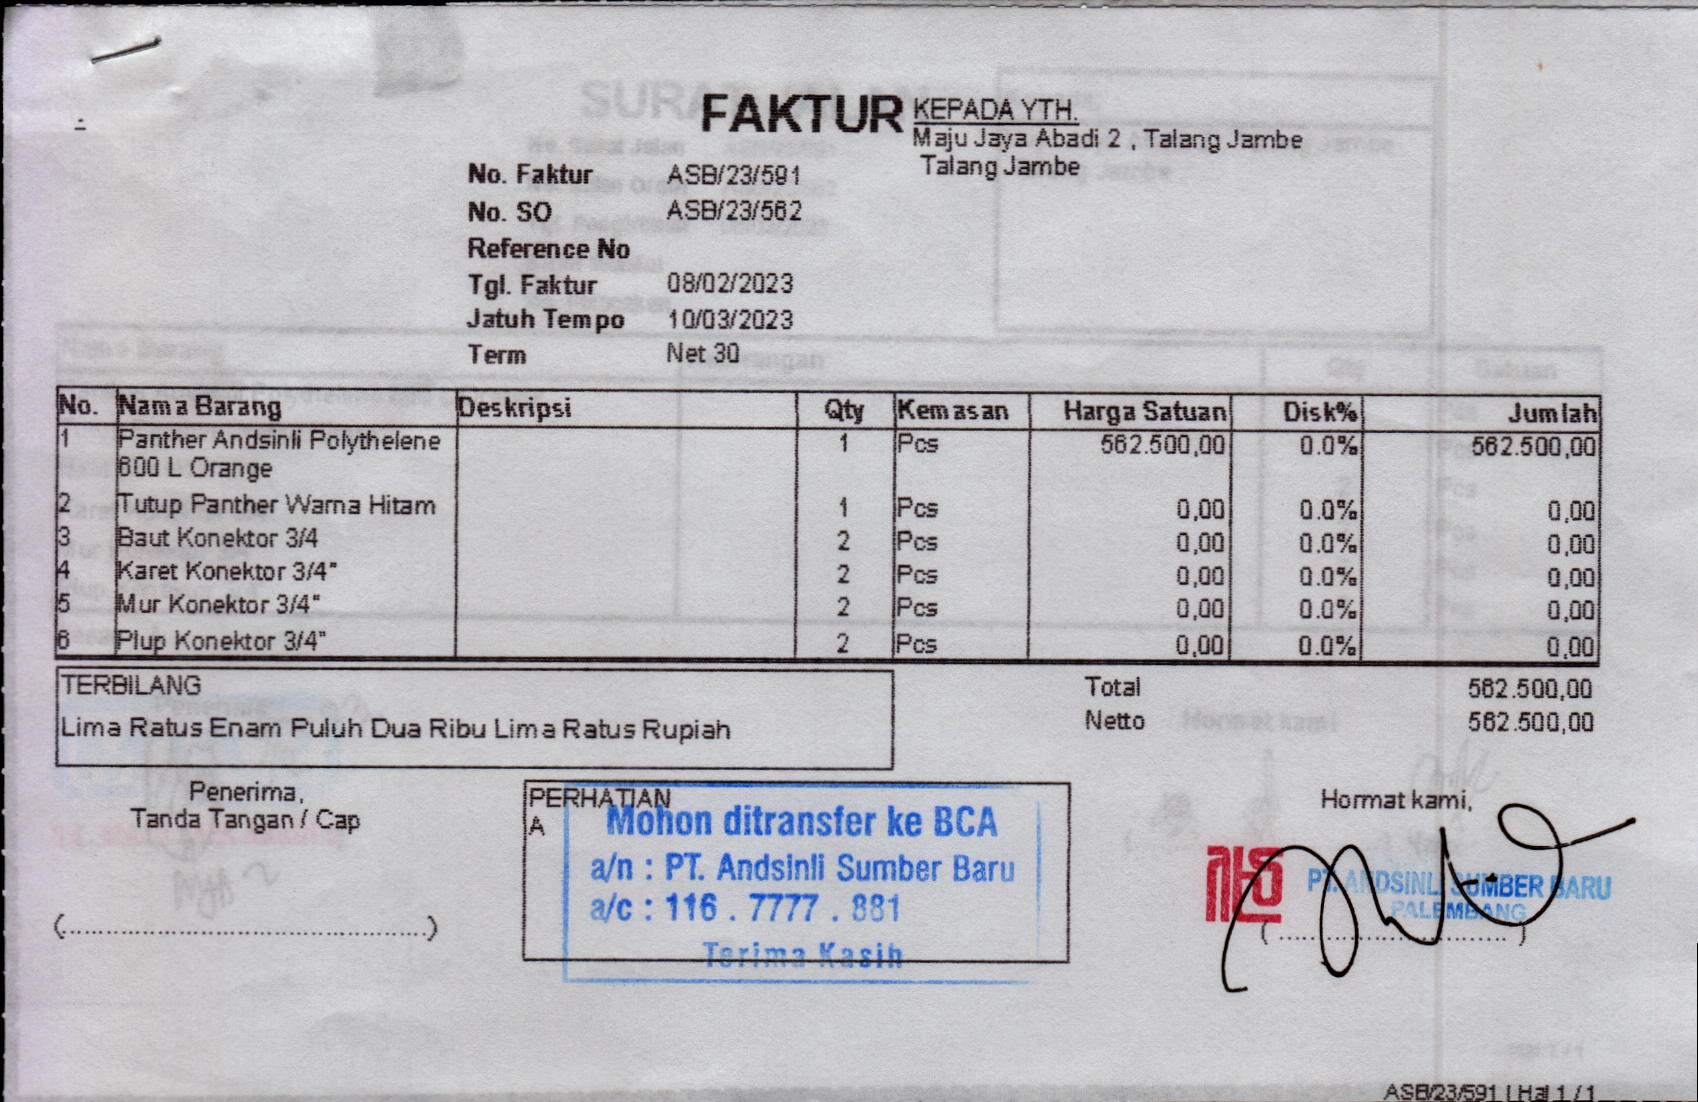 FAKTUR
KEPADA YTH.
Maju Jaya Abadi 2 , Talang Jambe
Talang Jambe
No. Faktur ASB/23/591
No. SO ASB/23/562
Reference No
Tgl. Faktur 08/02/2023
Jatuh Tempo 10/03/2023
Term Net 30
No. Nama Barang Deskripsi Qty Kemasan Harga Satuan Disk% Jumlah
1 Panther Andsinli Polythelene 1 Pcs 562.500,00 0.0% 562.500,00
600 L Orange
2 Tutup Panther Warna Hitam 1 Pcs 0,00 0.0% 0,00
3 Baut Konektor 3/4 2 Pcs 0,00 0.0% 0,00
4 Karet Konektor 3/4" 2 Pcs 0,00 0.0% 0,00
5 Mur Konektor 3/4" 2 Pcs 0,00 0.0% 0,00
6 Plup Konektor 3/4" 2 Pcs 0,00 0.0% 0,00
TERBILANG
Lima Ratus Enam Puluh Dua Ribu Lima Ratus Rupiah
Total 562.500,00
Netto 562.500,00
Penerima,
Tanda Tangan / Cap
(..........................................)
PERHATIAN
A
Mohon ditransfer ke BCA
a/n : PT. Andsinli Sumber Baru
a/c : 116 . 7777 . 881
Terima Kasih
Hormat kami,
PT. ANDSINLI SUMBER BARU
PALEMBANG
( .................................... )
ASB/23/591 | Hal 1 / 1